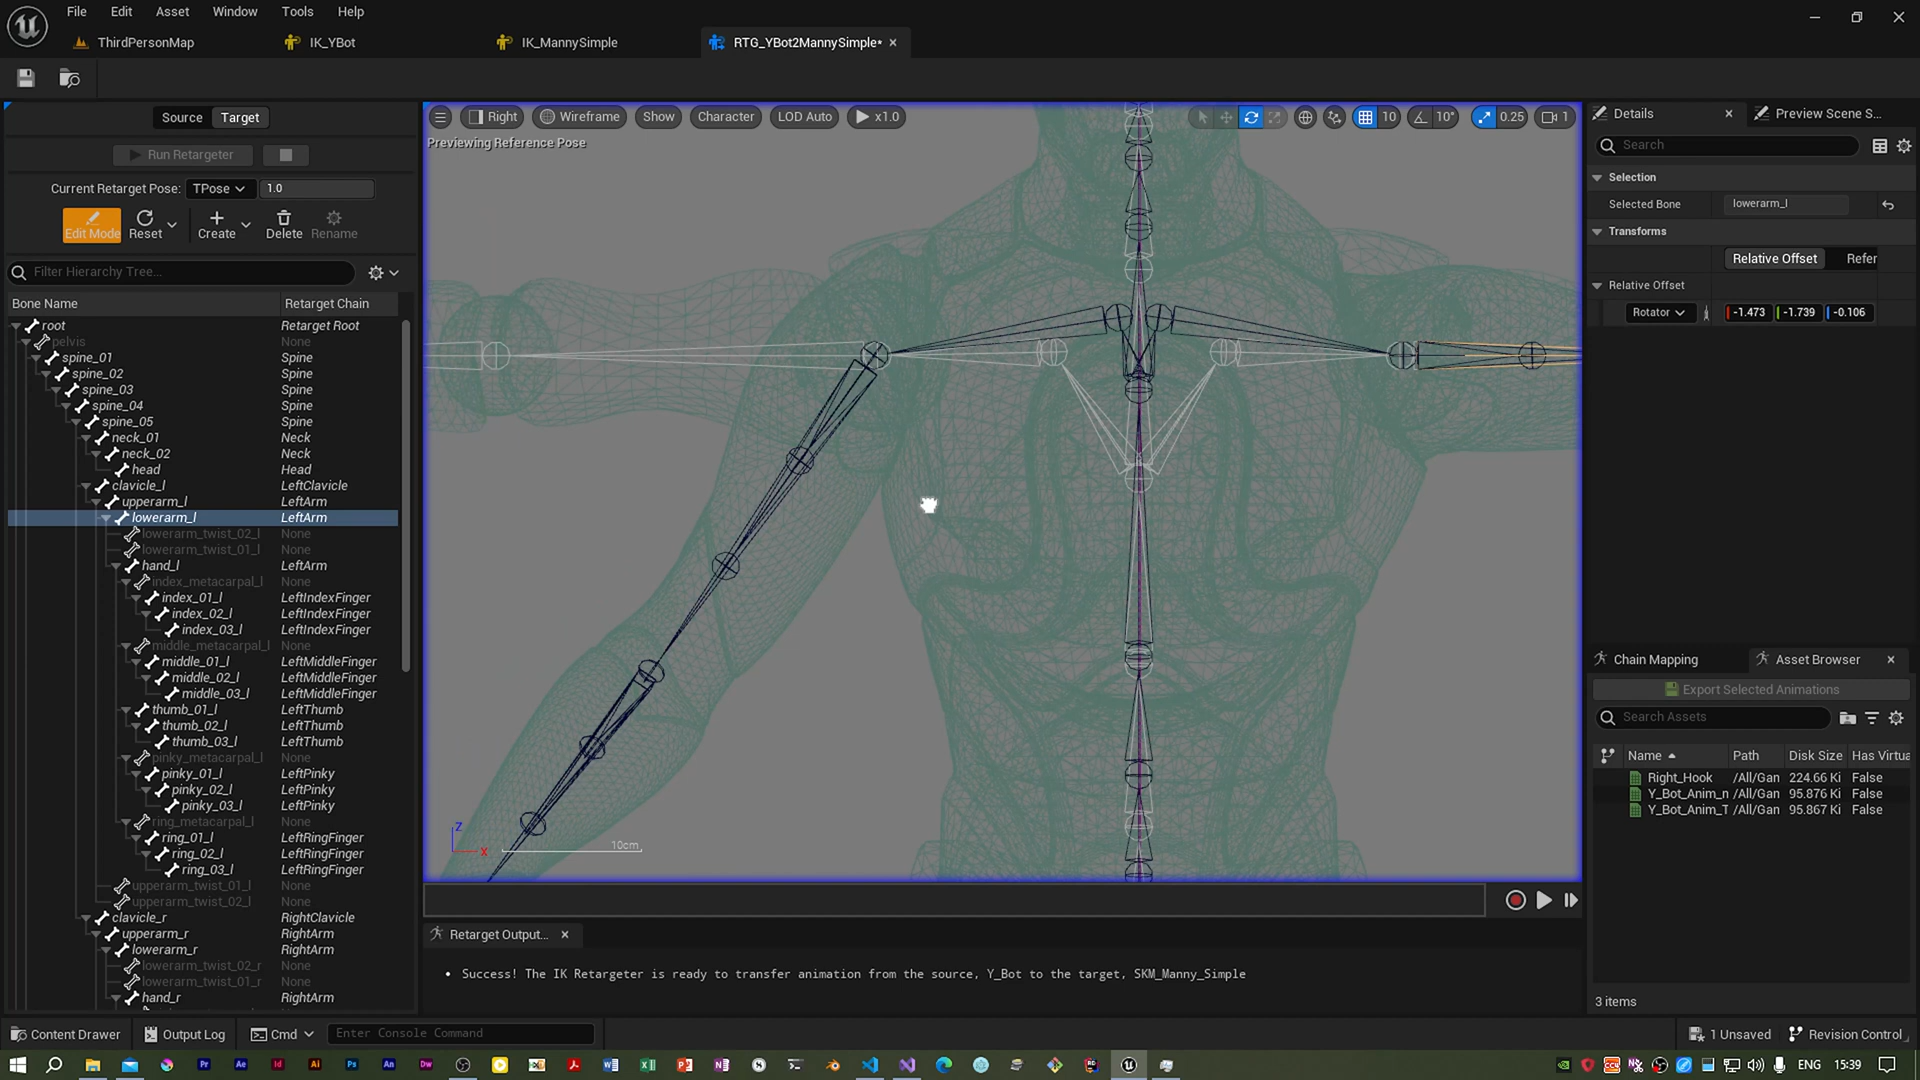 File Edit Asset Window Tools Help
ThirdPersonMap IK_YBot IK_MannySimple RTG_YBot2MannySimple*
Source Target
Run Retargeter
Current Retarget Pose: TPose 1.0
Edit Mode Reset Create Delete Rename
Filter Hierarchy Tree...
Bone Name Retarget Chain
root Retarget Root
pelvis None
spine_01 Spine
spine_02 Spine
spine_03 Spine
spine_04 Spine
spine_05 Spine
neck_01 Neck
neck_02 Neck
head Head
clavicle_l LeftClavicle
upperarm_l LeftArm
lowerarm_l LeftArm
lowerarm_twist_02_l None
lowerarm_twist_01_l None
hand_l LeftArm
index_metacarpal_l None
index_01_l LeftIndexFinger
index_02_l LeftIndexFinger
index_03_l LeftIndexFinger
middle_metacarpal_l None
middle_01_l LeftMiddleFinger
middle_02_l LeftMiddleFinger
middle_03_l LeftMiddleFinger
thumb_01_l LeftThumb
thumb_02_l LeftThumb
thumb_03_l LeftThumb
pinky_metacarpal_l None
pinky_01_l LeftPinky
pinky_02_l LeftPinky
pinky_03_l LeftPinky
ring_metacarpal_l None
ring_01_l LeftRingFinger
ring_02_l LeftRingFinger
ring_03_l LeftRingFinger
upperarm_twist_01_l None
upperarm_twist_02_l None
clavicle_r RightClavicle
upperarm_r RightArm
lowerarm_r RightArm
lowerarm_twist_02_r None
lowerarm_twist_01_r None
hand_r RightArm
Right Wireframe Show Character LOD Auto x1.0 10 10° 0.25 1
Previewing Reference Pose
Z
X
10cm
Retarget Output...
• Success! The IK Retargeter is ready to transfer animation from the source, Y_Bot to the target, SKM_Manny_Simple
Details Preview Scene S...
Search
Selection
Selected Bone lowerarm_l
Transforms
Relative Offset Refer
Relative Offset
Rotator -1.473 -1.739 -0.106
Chain Mapping Asset Browser
Export Selected Animations
Search Assets
Name Path Disk Size Has Virtua
Right_Hook /All/Gan 224.66 Ki False
Y_Bot_Anim_n /All/Gan 95.876 Ki False
Y_Bot_Anim_T /All/Gan 95.867 Ki False
3 items
Content Drawer Output Log Cmd Enter Console Command 1 Unsaved Revision Control
Pr Ae Id Ai Ps An Dw
ENG 15:39